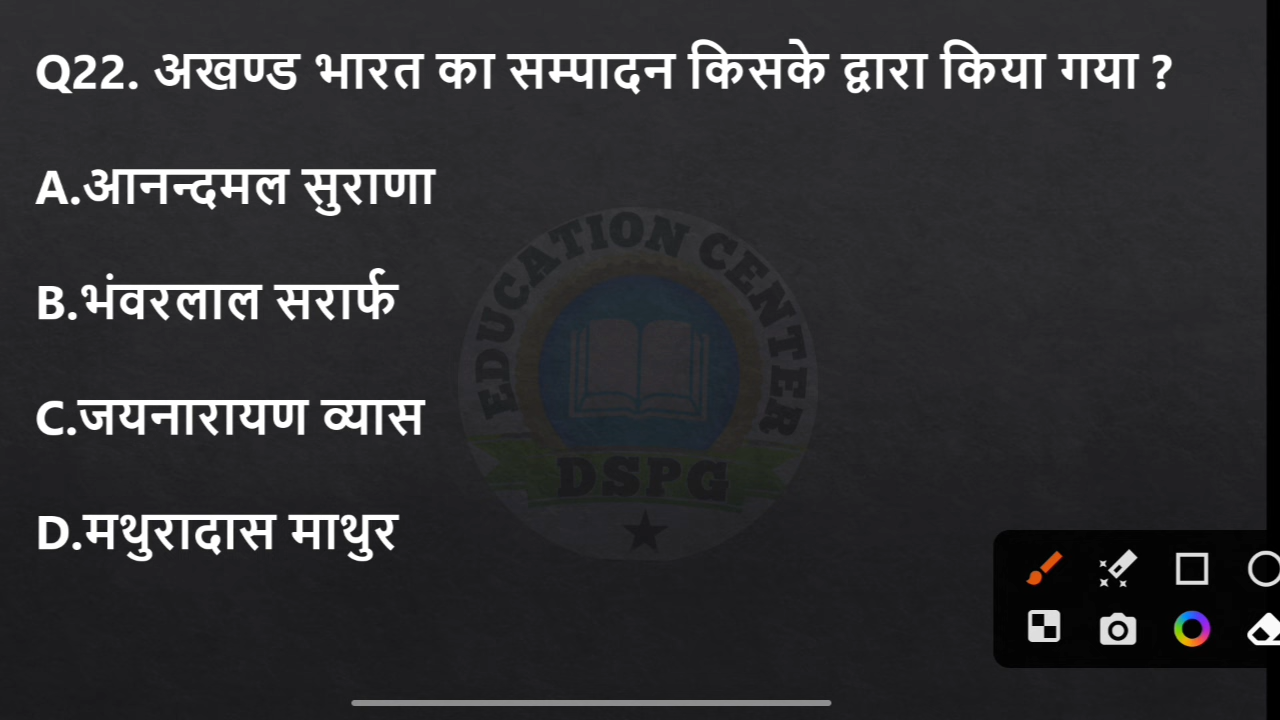 Q22. अखण्ड भारत का सम्पादन किसके द्वारा किया गया ?
A.आनन्दमल सुराणा
B.भंवरलाल सरार्फ
C.जयनारायण व्यास
D.मथुरादास माथुर
EDUCATION CENTER
DSPG